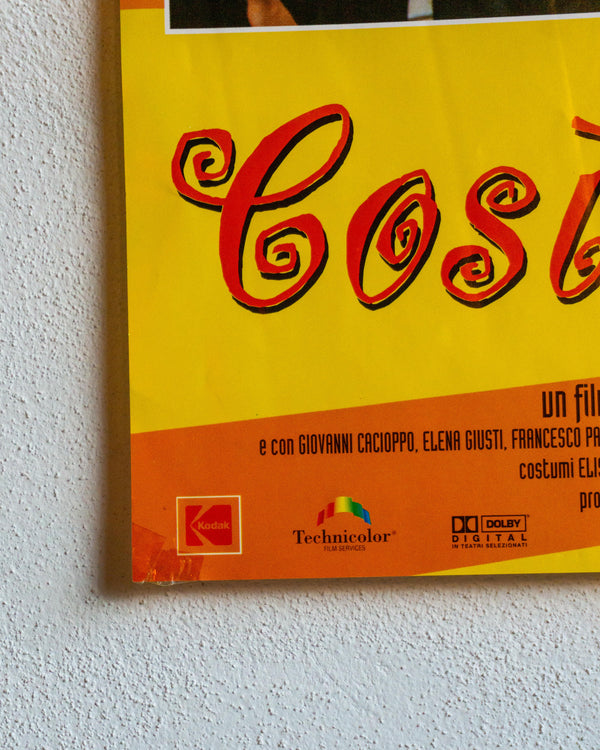 Cost
un fil
e con GIOVANNI CACIOPPO, ELENA GIUSTI, FRANCESCO PA
costumi ELIS
pro
Kodak
Technicolor®
FILM SERVICES
DOLBY
DIGITAL
IN TEATRI SELEZIONATI